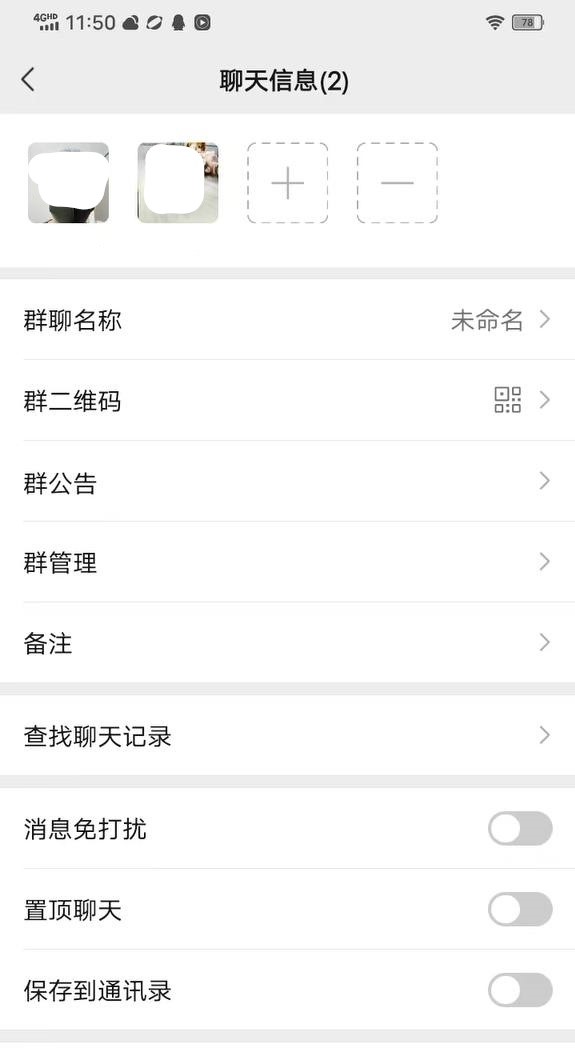 4GHD 11:50 78
聊天信息(2)
群聊名称 未命名
群二维码
群公告
群管理
备注
查找聊天记录
消息免打扰
置顶聊天
保存到通讯录